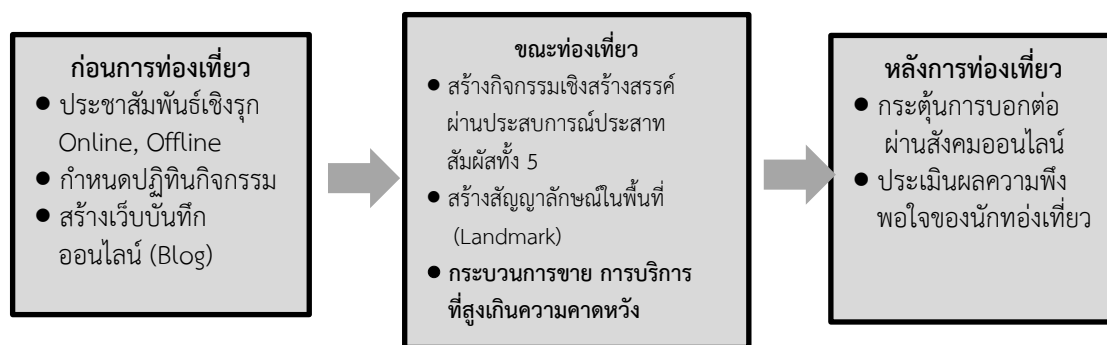 ก่อนการท่องเที่ยว
● ประชาสัมพันธ์เชิงรุก
Online, Offline
● กำหนดปฏิทินกิจกรรม
● สร้างเว็บบันทึก
ออนไลน์ (Blog)
ขณะท่องเที่ยว
● สร้างกิจกรรมเชิงสร้างสรรค์
ผ่านประสบการณ์ประสาท
สัมผัสทั้ง 5
● สร้างสัญญาลักษณ์ในพื้นที่
(Landmark)
● กระบวนการขาย การบริการ
ที่สูงเกินความคาดหวัง
หลังการท่องเที่ยว
● กระตุ้นการบอกต่อ
ผ่านสังคมออนไลน์
● ประเมินผลความพึง
พอใจของนักทอ่งเที่ยว